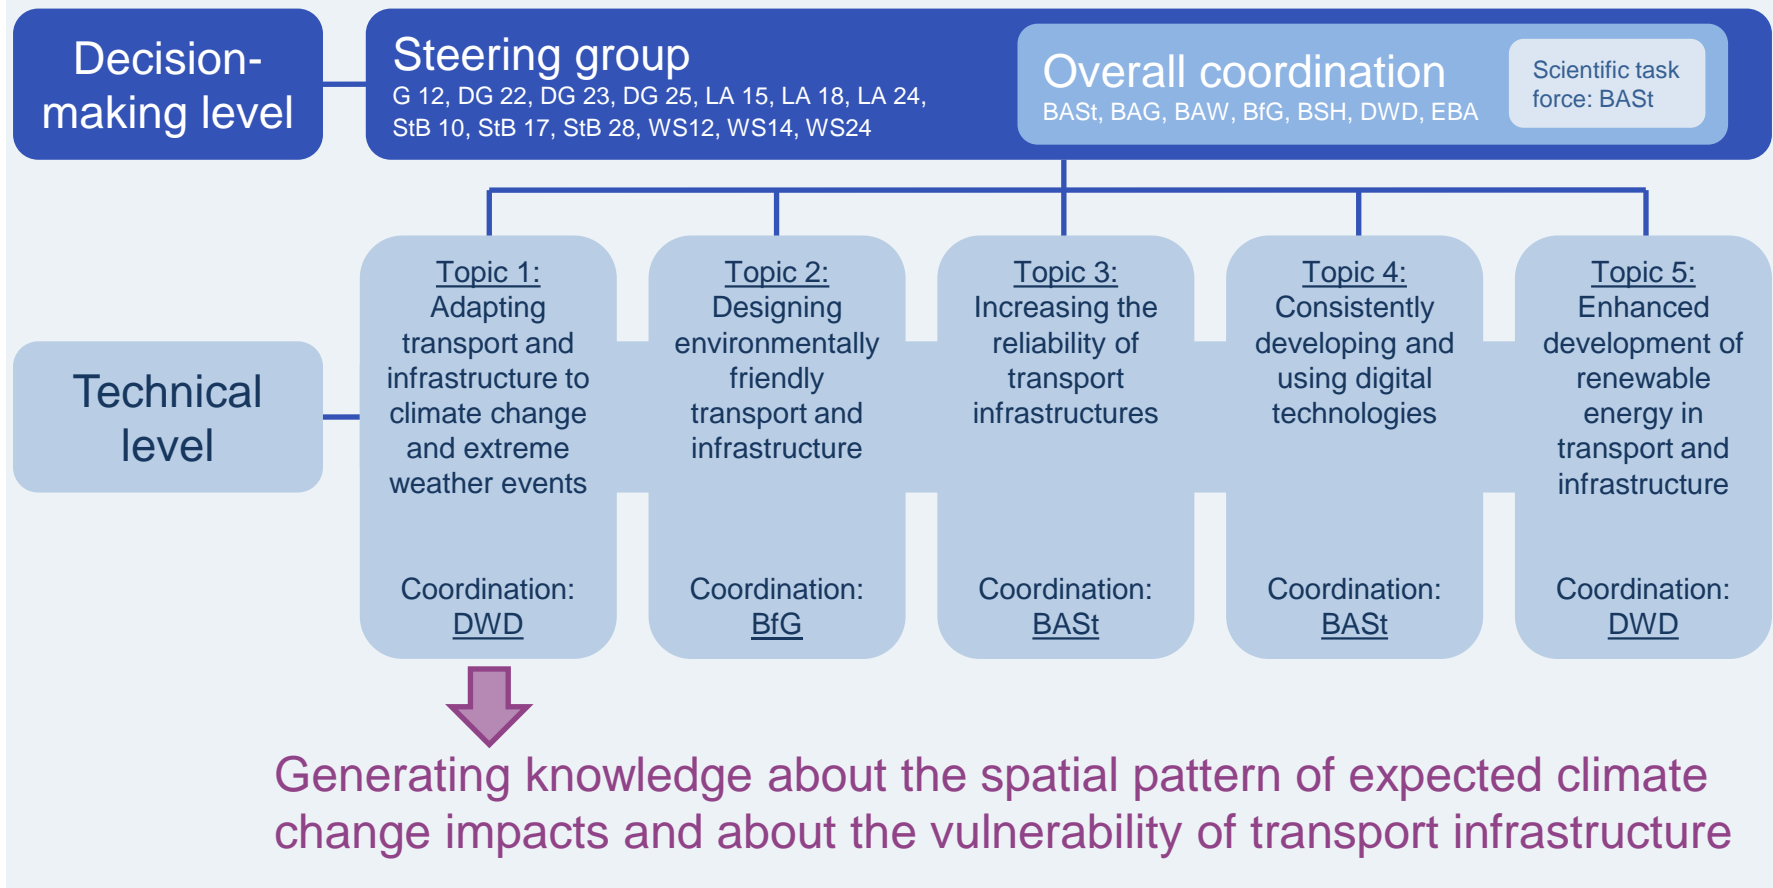 Decision-
making level
Steering group
G 12, DG 22, DG 23, DG 25, LA 15, LA 18, LA 24,
StB 10, StB 17, StB 28, WS12, WS14, WS24
Overall coordination
BASt, BAG, BAW, BfG, BSH, DWD, EBA
Scientific task
force: BASt
Technical
level
Topic 1:
Adapting
transport and
infrastructure to
climate change
and extreme
weather events
Coordination:
DWD
Topic 2:
Designing
environmentally
friendly
transport and
infrastructure
Coordination:
BfG
Topic 3:
Increasing the
reliability of
transport
infrastructures
Coordination:
BASt
Topic 4:
Consistently
developing and
using digital
technologies
Coordination:
BASt
Topic 5:
Enhanced
development of
renewable
energy in
transport and
infrastructure
Coordination:
DWD
Generating knowledge about the spatial pattern of expected climate
change impacts and about the vulnerability of transport infrastructure